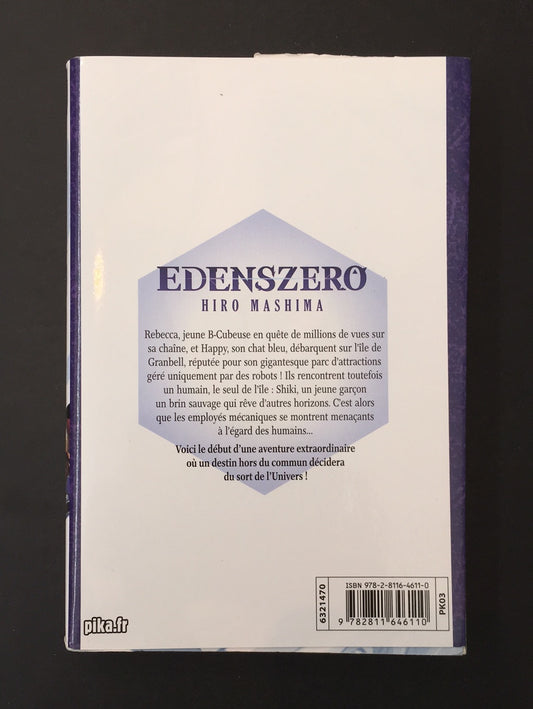 EDENSZERO
HIRO MASHIMA
Rebecca, jeune B-Cubeuse en quête de millions de vues sur
sa chaîne, et Happy, son chat bleu, débarquent sur l'île de
Granbell, réputée pour son gigantesque parc d'attractions
géré uniquement par des robots ! Ils rencontrent toutefois
un humain, le seul de l'île : Shiki, un jeune garçon
un brin sauvage qui rêve d'autres horizons. C'est alors
que les employés mécaniques se montrent menaçants
à l'égard des humains...
Voici le début d'une aventure extraordinaire
où un destin hors du commun décidera
du sort de l'Univers !
pika.fr
6321470
ISBN 978-2-8116-4611-0
9 782811 646110
PK03